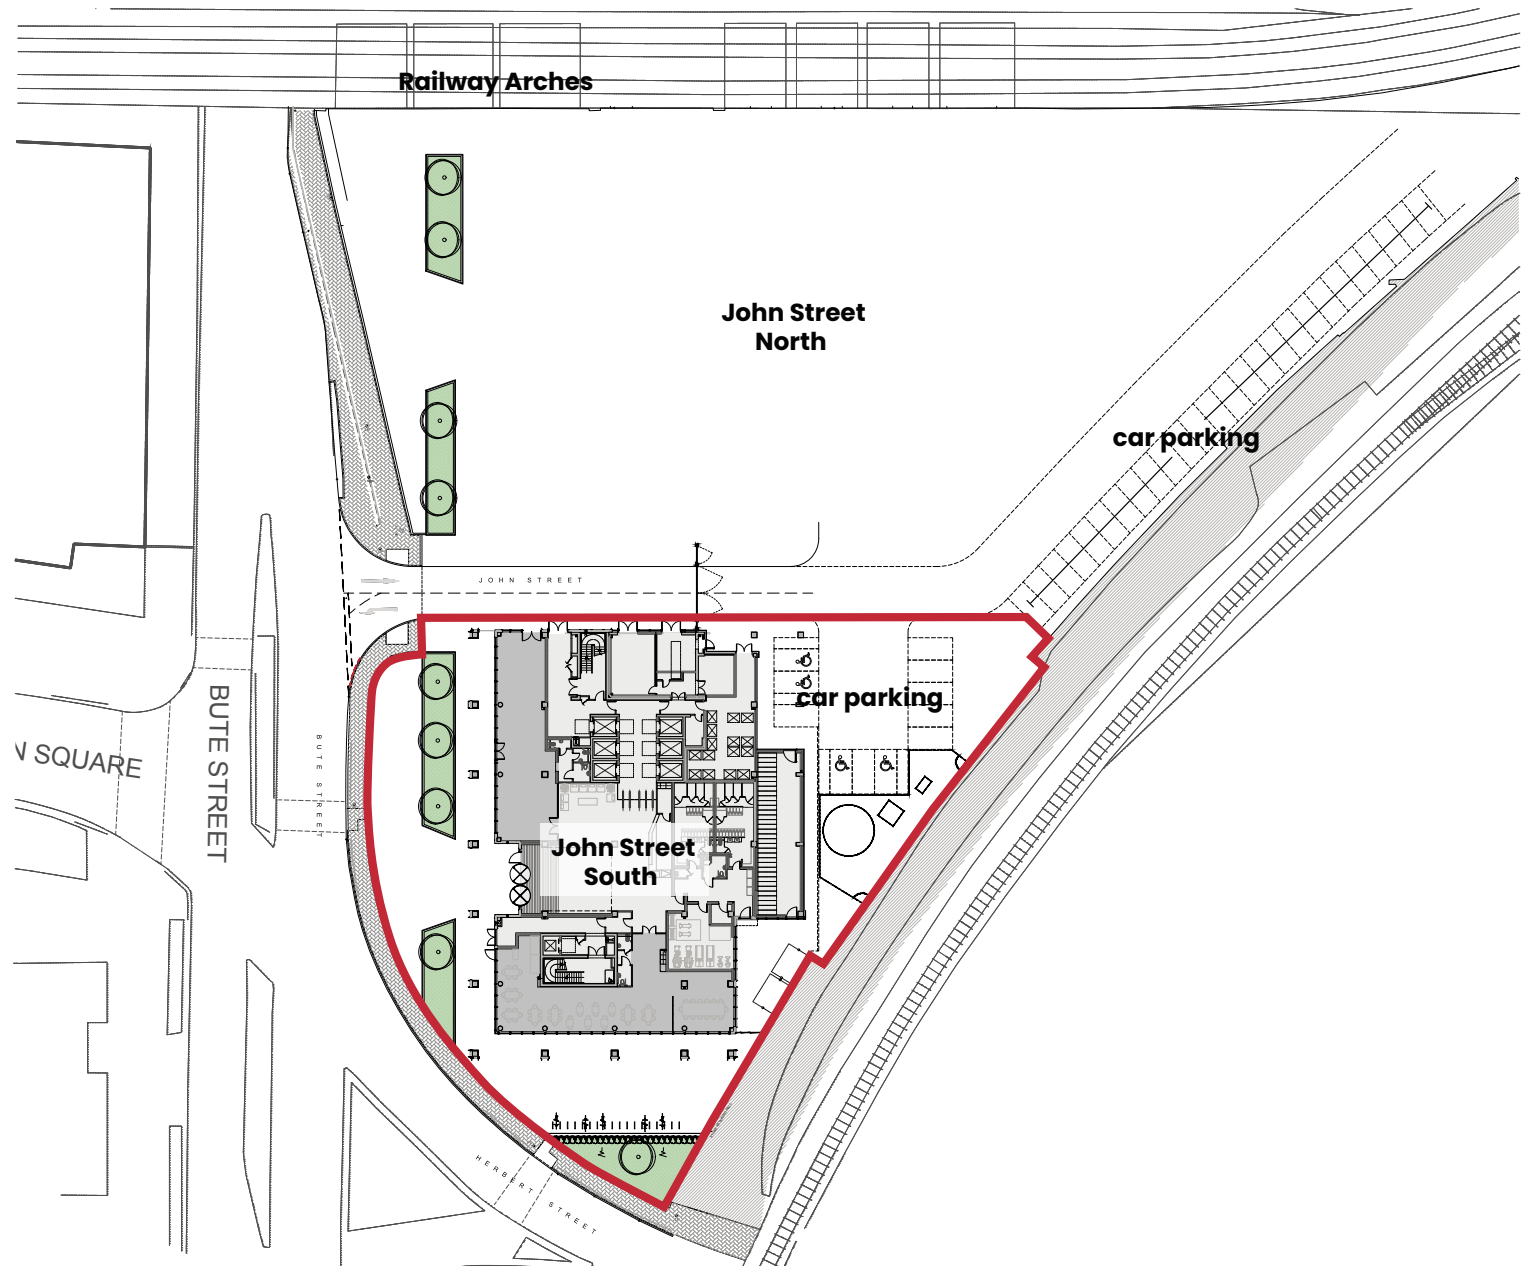 Railway Arches
John Street
North
car parking
JOHN STREET
car parking
N SQUARE
BUTE STREET
BUTE STREET
John Street
South
HERBERT STREET